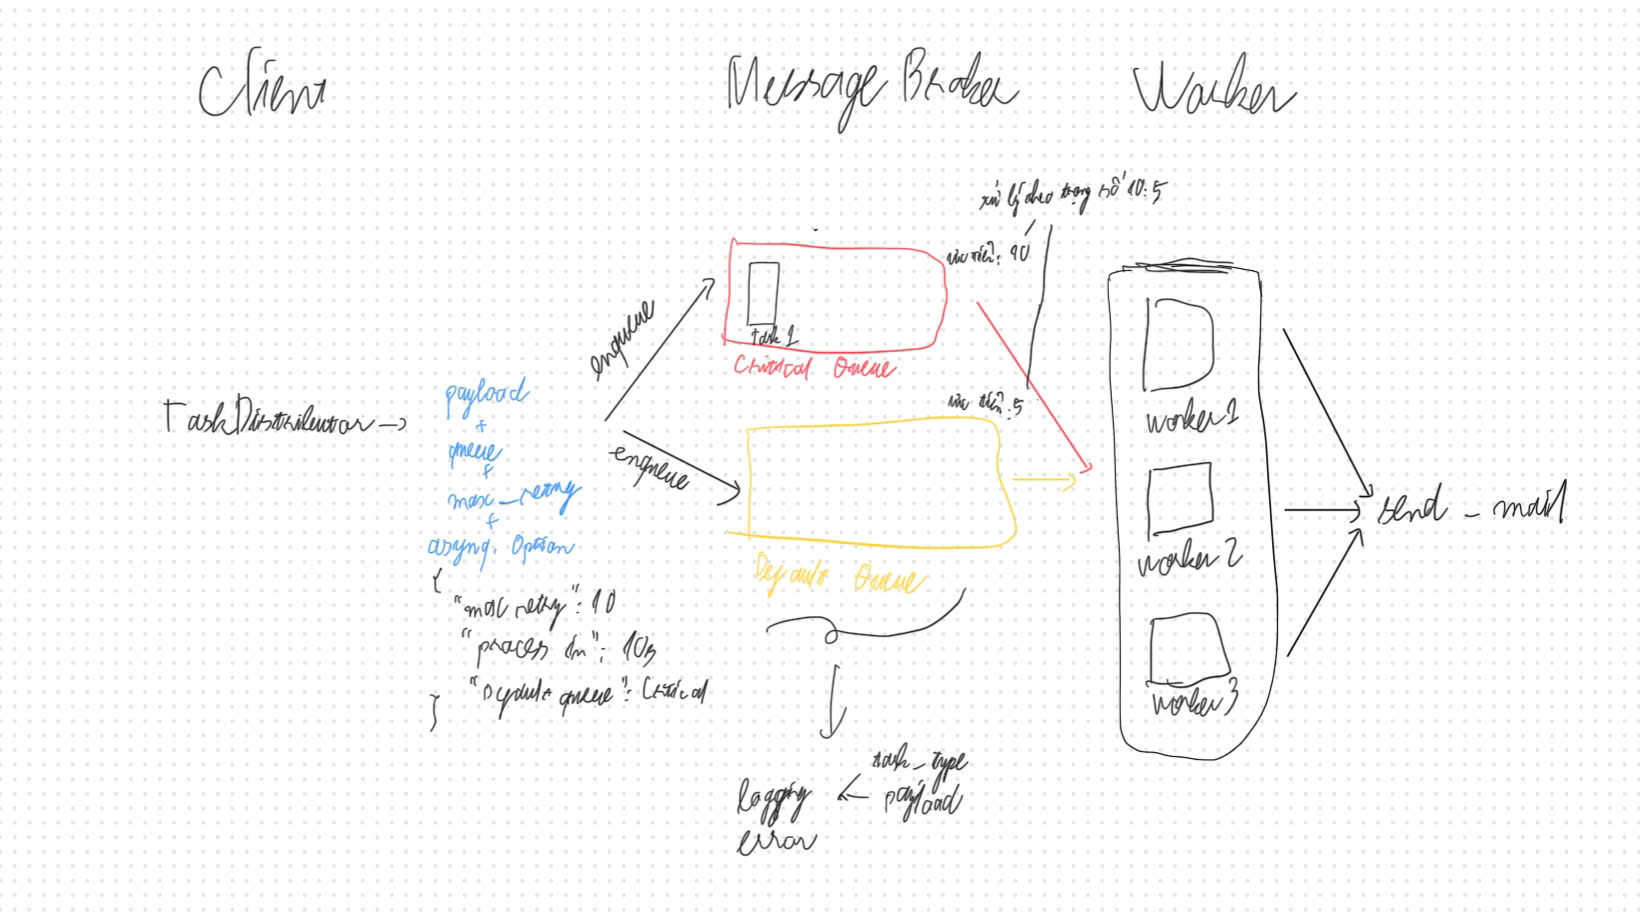 Client
Message Broker
Worker
xử lý theo trọng số 10:5
ưu tiên: 10
task 1
Critical Queue
enqueue
TaskDistributor
payload
+
queue
+
max_retry
+
asynq. Option
{
"max retry": 10
"process in": 10s
"Default queue": Critical
}
enqueue
ưu tiên: 5
Default Queue
worker 1
worker 2
worker 3
send_mail
task_type
payload
logging
error